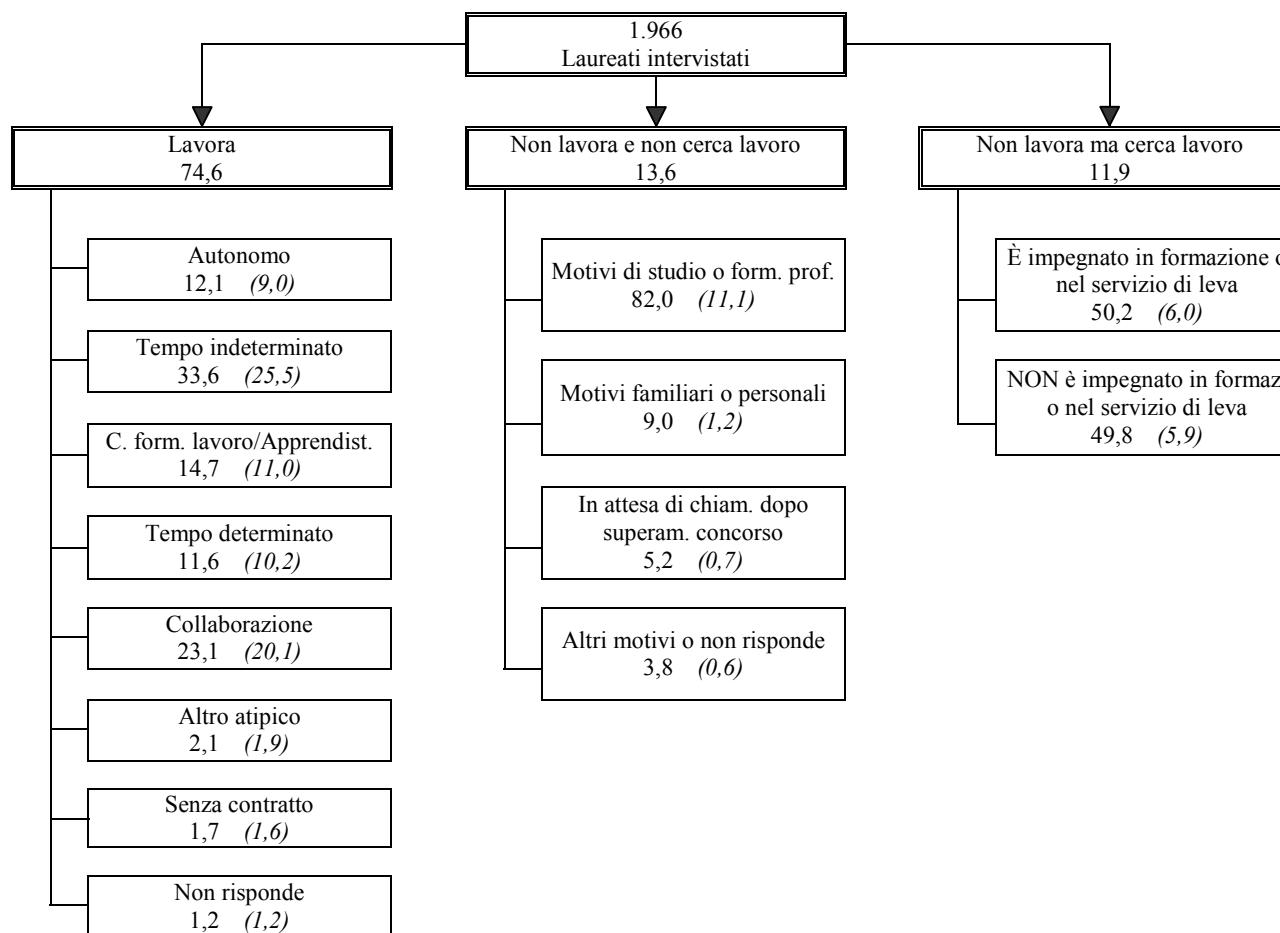 1.966
Laureati intervistati
Lavora
74,6
Non lavora e non cerca lavoro
13,6
Non lavora ma cerca lavoro
11,9
Autonomo
12,1 (9,0)
Tempo indeterminato
33,6 (25,5)
C. form. lavoro/Apprendist.
14,7 (11,0)
Tempo determinato
11,6 (10,2)
Collaborazione
23,1 (20,1)
Altro atipico
2,1 (1,9)
Senza contratto
1,7 (1,6)
Non risponde
1,2 (1,2)
Motivi di studio o form. prof.
82,0 (11,1)
Motivi familiari o personali
9,0 (1,2)
In attesa di chiam. dopo
superam. concorso
5,2 (0,7)
Altri motivi o non risponde
3,8 (0,6)
È impegnato in formazione o
nel servizio di leva
50,2 (6,0)
NON è impegnato in formaz
o nel servizio di leva
49,8 (5,9)